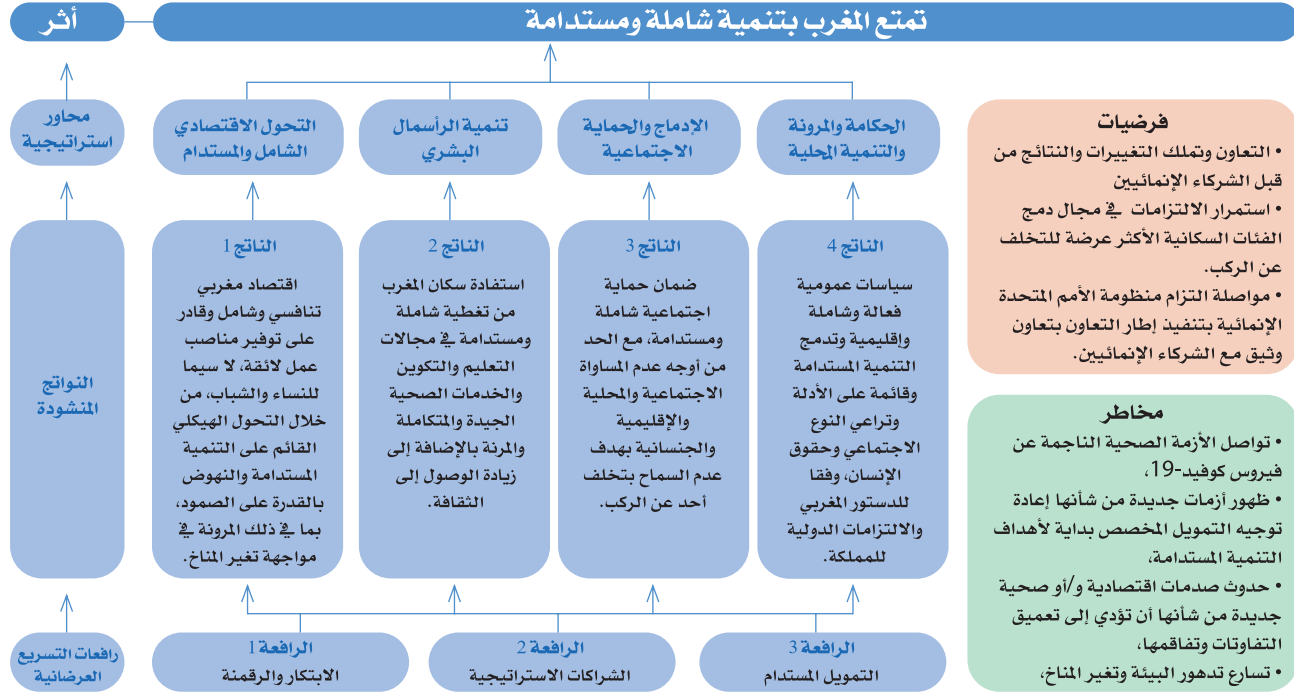 تمتع المغرب بتنمية شاملة ومستدامة
أثر
فرضيات
• التعاون وتملك التغييرات والنتائج من
قبل الشركاء الإنمائيين
• استمرار الالتزامات في مجال دمج
الفئات السكانية الأكثر عرضة للتخلف
عن الركب.
• مواصلة التزام منظومة الأمم المتحدة
الإنمائية بتنفيذ إطار التعاون بتعاون
وثيق مع الشركاء الإنمائيين.
مخاطر
• تواصل الأزمة الصحية الناجمة عن
فيروس كوفيد-19،
• ظهور أزمات جديدة من شأنها إعادة
توجيه التمويل المخصص بداية لأهداف
التنمية المستدامة،
• حدوث صدمات اقتصادية و/أو صحية
جديدة من شأنها أن تؤدي إلى تعميق
التفاوتات وتفاقمها،
• تسارع تدهور البيئة وتغير المناخ،
الحكامة والمرونة
والتنمية المحلية
الإدماج والحماية
الاجتماعية
تنمية الرأسمال
البشري
التحول الاقتصادي
الشامل والمستدام
محاور
استراتيجية
الناتج 4
سياسات عمومية
فعالة وشاملة
وإقليمية وتدمج
التنمية المستدامة
وقائمة على الأدلة
وتراعي النوع
الاجتماعي وحقوق
الإنسان، وفقا
للدستور المغربي
والالتزامات الدولية
للمملكة.
الناتج 3
ضمان حماية
اجتماعية شاملة
ومستدامة، مع الحد
من أوجه عدم المساواة
الاجتماعية والمحلية
والإقليمية
والجنسانية بهدف
عدم السماح بتخلف
أحد عن الركب.
الناتج 2
استفادة سكان المغرب
من تغطية شاملة
ومستدامة في مجالات
التعليم والتكوين
والخدمات الصحية
الجيدة والمتكاملة
والمرنة بالإضافة إلى
زيادة الوصول إلى
الثقافة.
الناتج 1
اقتصاد مغربي
تنافسي وشامل وقادر
على توفير مناصب
عمل لائقة، لا سيما
للنساء والشباب، من
خلال التحول الهيكلي
القائم على التنمية
المستدامة والنهوض
بالقدرة على الصمود،
بما في ذلك المرونة في
مواجهة تغير المناخ.
النواتج
المنشودة
الرافعة 3
التمويل المستدام
الرافعة 2
الشراكات الاستراتيجية
الرافعة 1
الابتكار والرقمنة
رافعات التسريع
العرضانية